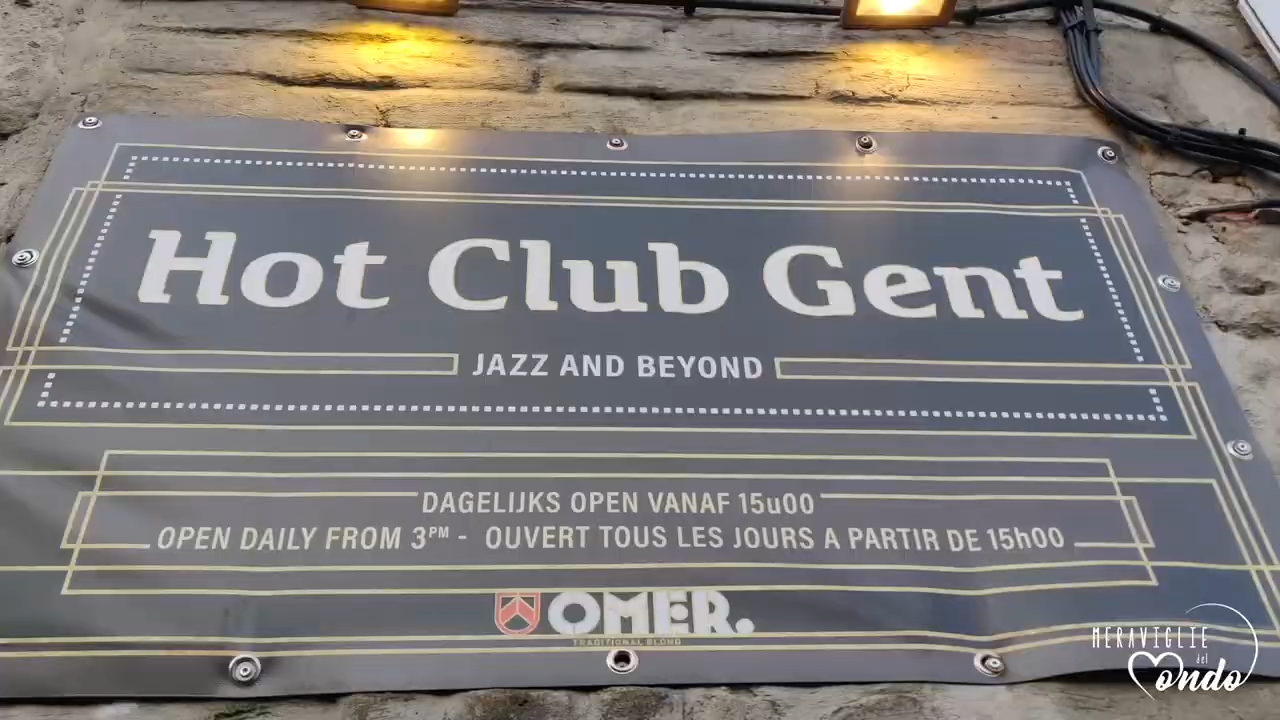 Hot Club Gent
JAZZ AND BEYOND
DAGELIJKS OPEN VANAF 15u00
OPEN DAILY FROM 3PM - OUVERT TOUS LES JOURS A PARTIR DE 15h00
OMER.
TRADITIONAL BLOND
MERAVIGLIE
del
Mondo